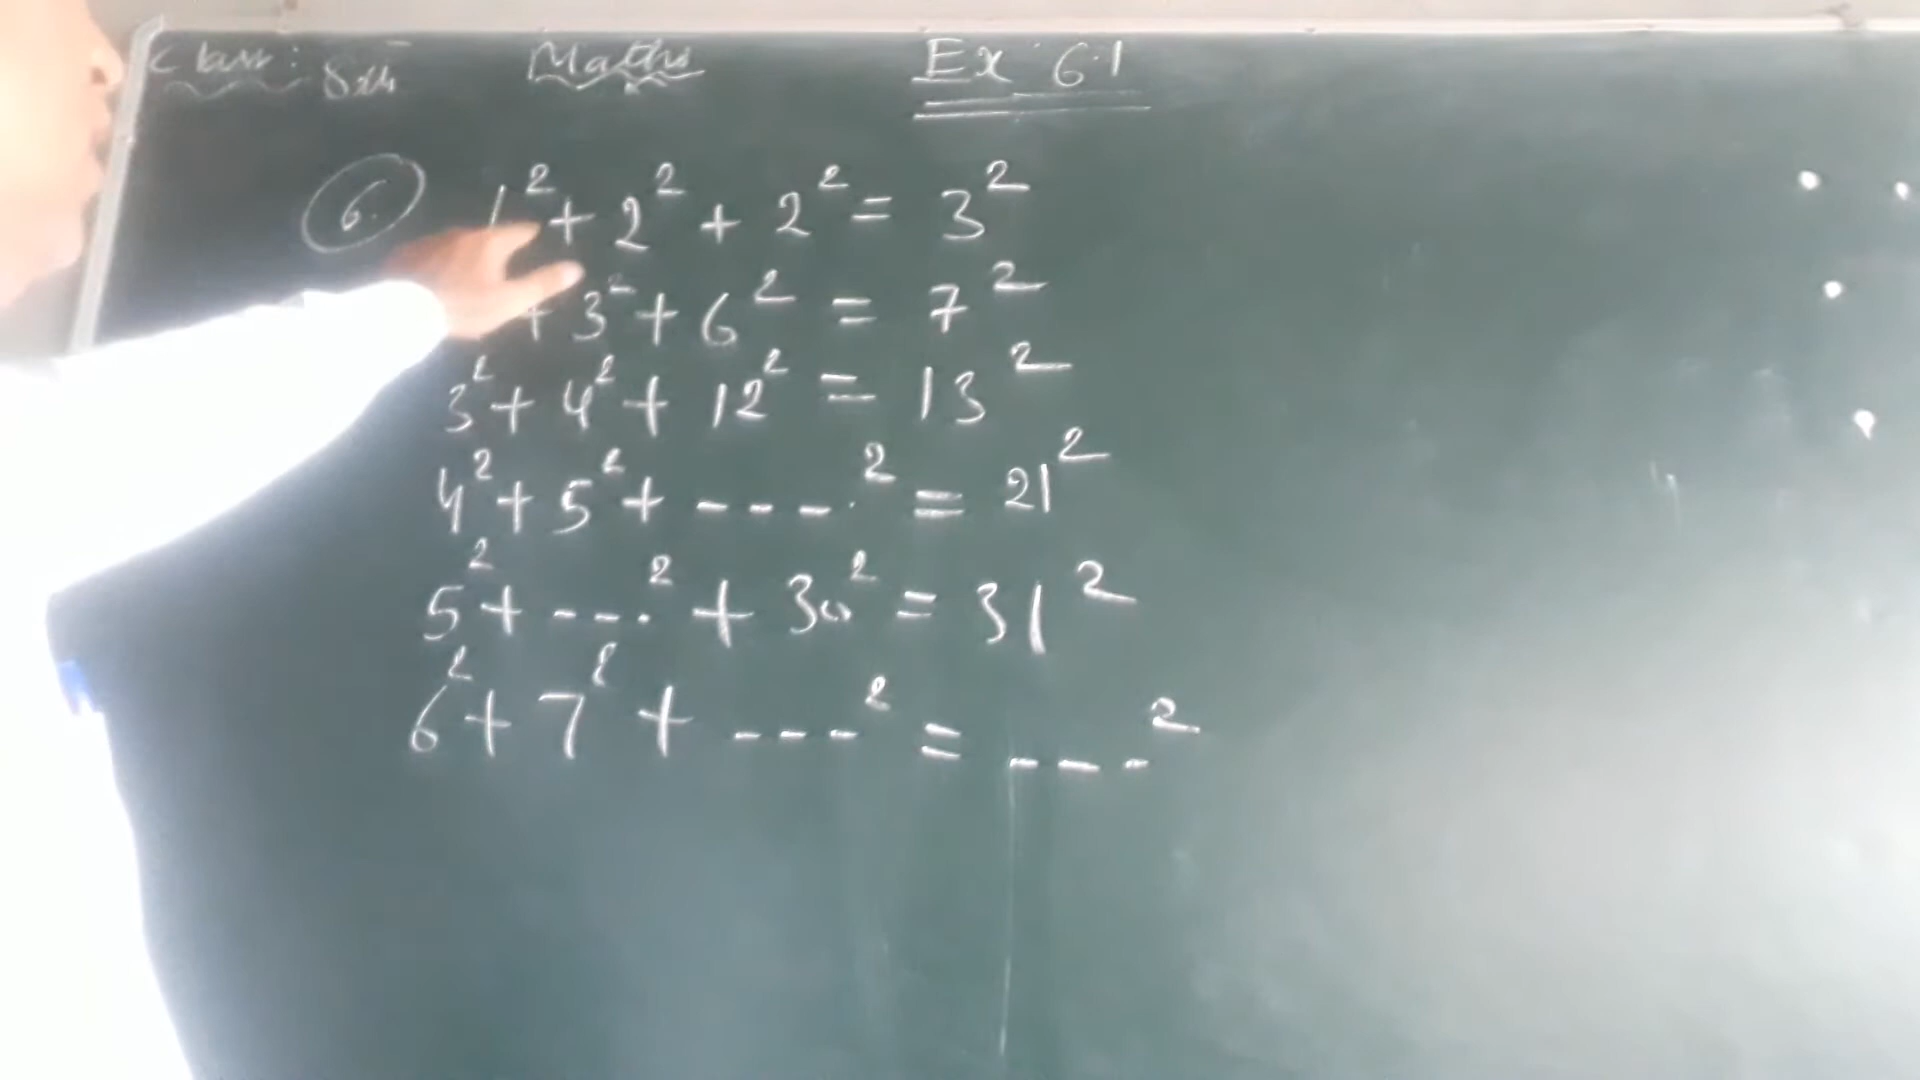 Class: 8th Maths Ex 6.1
6. 1² + 2² + 2² = 3²
+ 3² + 6² = 7²
3² + 4² + 12² = 13²
4² + 5² + ----² = 21²
5² + ---.² + 30² = 31²
6² + 7² + ---² = ---²